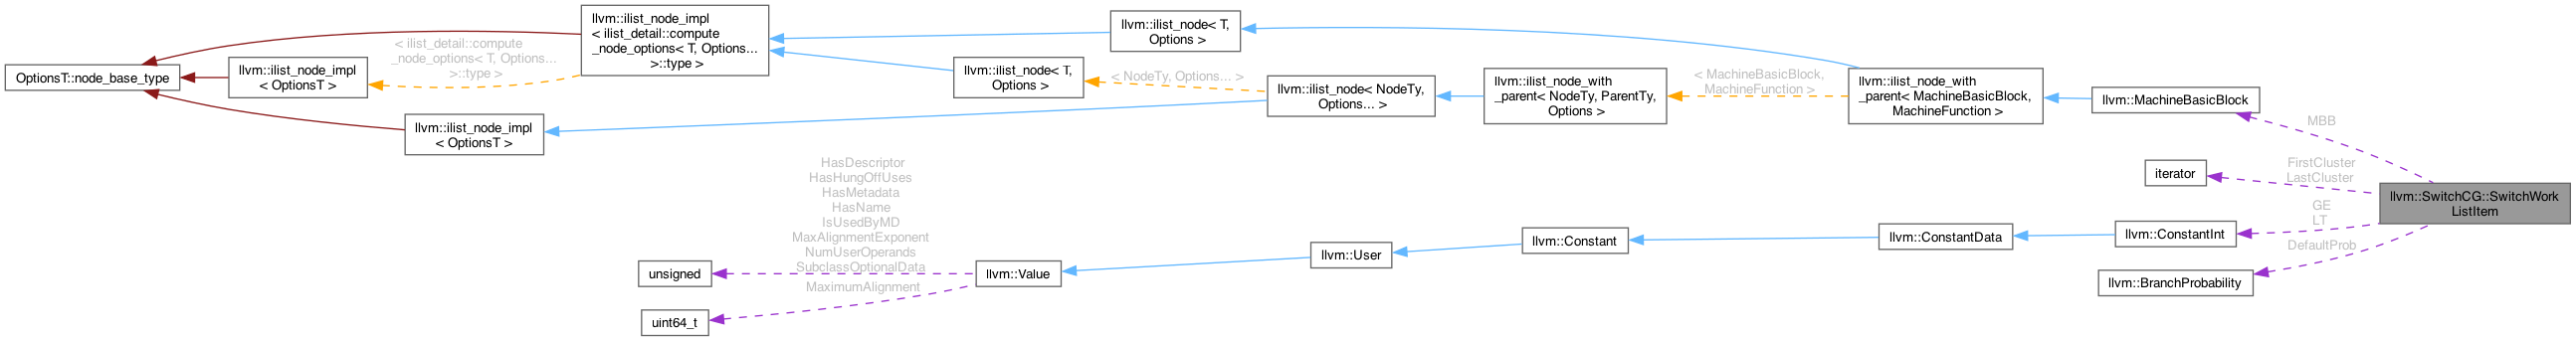 OptionsT::node_base_type
llvm::ilist_node_impl
< OptionsT >
< ilist_detail::compute
_node_options< T, Options...
>::type >
llvm::ilist_node_impl
< ilist_detail::compute
_node_options< T, Options...
>::type >
llvm::ilist_node_impl
< OptionsT >
llvm::ilist_node< T,
Options >
llvm::ilist_node< T,
Options >
< NodeTy, Options... >
llvm::ilist_node< NodeTy,
Options... >
llvm::ilist_node_with
_parent< NodeTy, ParentTy,
Options >
< MachineBasicBlock,
MachineFunction >
llvm::ilist_node_with
_parent< MachineBasicBlock,
MachineFunction >
llvm::MachineBasicBlock
MBB
iterator
FirstCluster
LastCluster
llvm::SwitchCG::SwitchWork
ListItem
GE
LT
DefaultProb
llvm::ConstantInt
llvm::BranchProbability
llvm::ConstantData
llvm::Constant
llvm::User
llvm::Value
HasDescriptor
HasHungOffUses
HasMetadata
HasName
IsUsedByMD
MaxAlignmentExponent
NumUserOperands
SubclassOptionalData
MaximumAlignment
unsigned
uint64_t